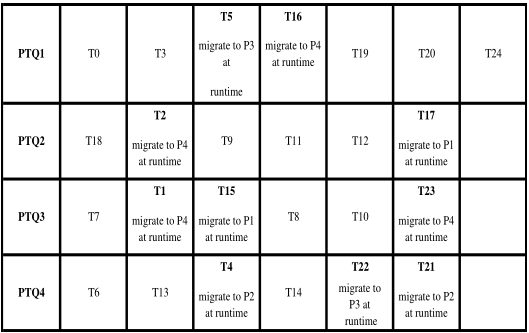 PTQ1 T0 T3 T5 migrate to P3 at runtime T16 migrate to P4 at runtime T19 T20 T24
PTQ2 T18 T2 migrate to P4 at runtime T9 T11 T12 T17 migrate to P1 at runtime
PTQ3 T7 T1 migrate to P4 at runtime T15 migrate to P1 at runtime T8 T10 T23 migrate to P4 at runtime
PTQ4 T6 T13 T4 migrate to P2 at runtime T14 T22 migrate to P3 at runtime T21 migrate to P2 at runtime